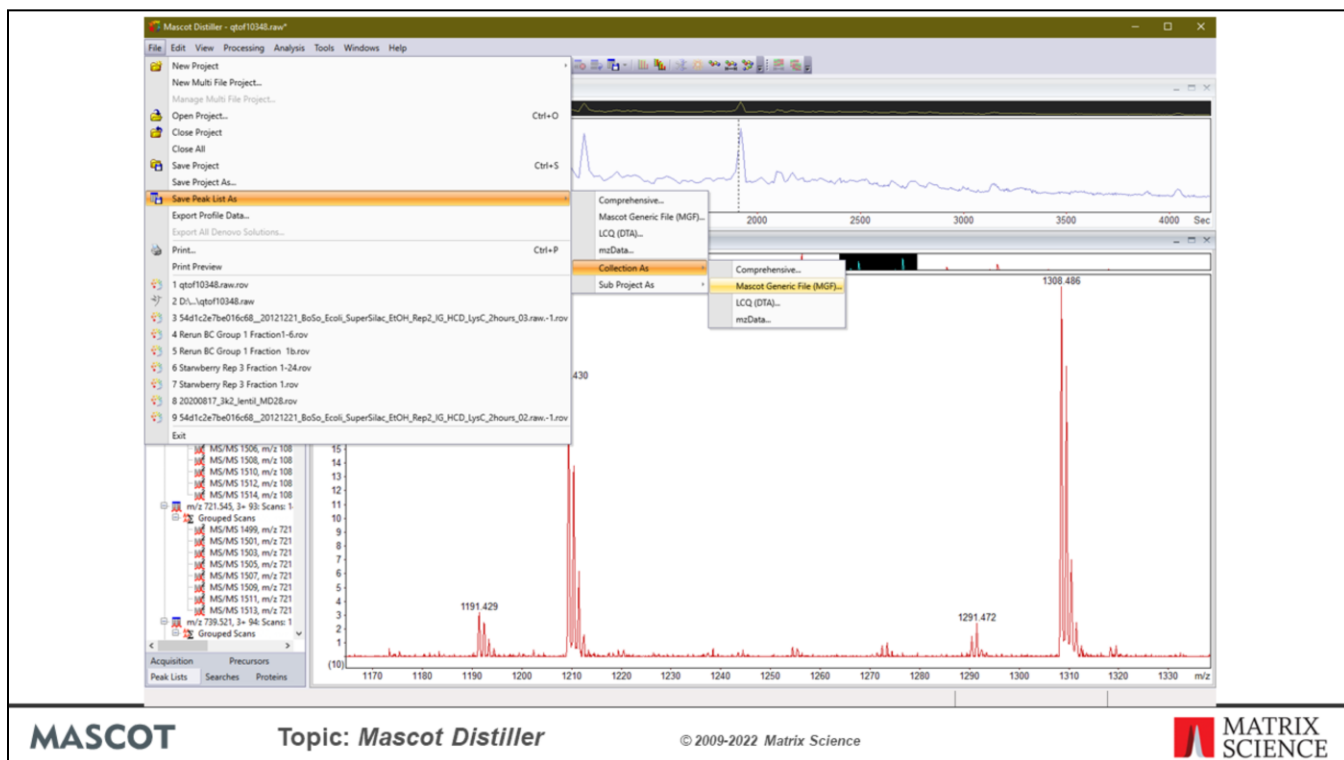 Mascot Distiller - qtof10348.raw*
File Edit View Processing Analysis Tools Windows Help
New Project
New Multi File Project...
Manage Multi File Project...
Open Project... Ctrl+O
Close Project
Close All
Save Project Ctrl+S
Save Project As...
Save Peak List As
Export Profile Data...
Export All Denovo Solutions...
Print... Ctrl+P
Print Preview
1 qtof10348.raw.rov
2 D:\...\qtof10348.raw
3 54d1c2e7be016c68__20121221_BoSo_Ecoli_SuperSilac_EtOH_Rep2_IG_HCD_LysC_2hours_03.raw.-1.rov
4 Rerun BC Group 1 Fraction1-6.rov
5 Rerun BC Group 1 Fraction 1b.rov
6 Starwberry Rep 3 Fraction 1-24.rov
7 Starwberry Rep 3 Fraction 1.rov
8 20200817_3k2_lentil_MD28.rov
9 54d1c2e7be016c68__20121221_BoSo_Ecoli_SuperSilac_EtOH_Rep2_IG_HCD_LysC_2hours_02.raw.-1.rov
Exit
Comprehensive...
Mascot Generic File (MGF)...
LCQ (DTA)...
mzData...
Collection As
Sub Project As
Comprehensive...
Mascot Generic File (MGF)...
LCQ (DTA)...
mzData...
2000 2500 3000 3500 4000 Sec
1308.486
430
1191.429
1291.472
MS/MS 1506, m/z 108
MS/MS 1508, m/z 108
MS/MS 1510, m/z 108
MS/MS 1512, m/z 108
MS/MS 1514, m/z 108
m/z 721.545, 3+ 93: Scans: 1
Grouped Scans
MS/MS 1499, m/z 721
MS/MS 1501, m/z 721
MS/MS 1503, m/z 721
MS/MS 1505, m/z 721
MS/MS 1507, m/z 721
MS/MS 1509, m/z 721
MS/MS 1511, m/z 721
MS/MS 1513, m/z 721
m/z 739.521, 3+ 94: Scans: 1
Grouped Scans
Acquisition Precursors
Peak Lists Searches Proteins
15
14
13
12
11
10
9
8
7
6
5
4
3
2
1
(10)
1170 1180 1190 1200 1210 1220 1230 1240 1250 1260 1270 1280 1290 1300 1310 1320 1330 m/z
MASCOT
Topic: Mascot Distiller
© 2009-2022 Matrix Science
MATRIX
SCIENCE